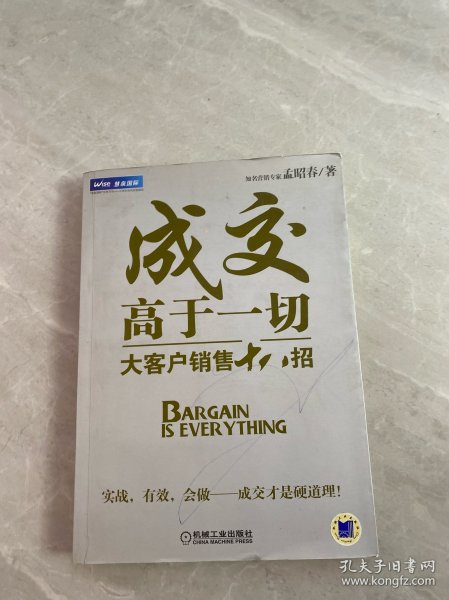 Wise 慧泉国际
知名营销专家 孟昭春/著
成交
高于一切
大客户销售十八招
BARGAIN
IS EVERYTHING
实战，有效，会做——成交才是硬道理！
机械工业出版社
CHINA MACHINE PRESS
孔夫子旧书网
www.kongfz.com